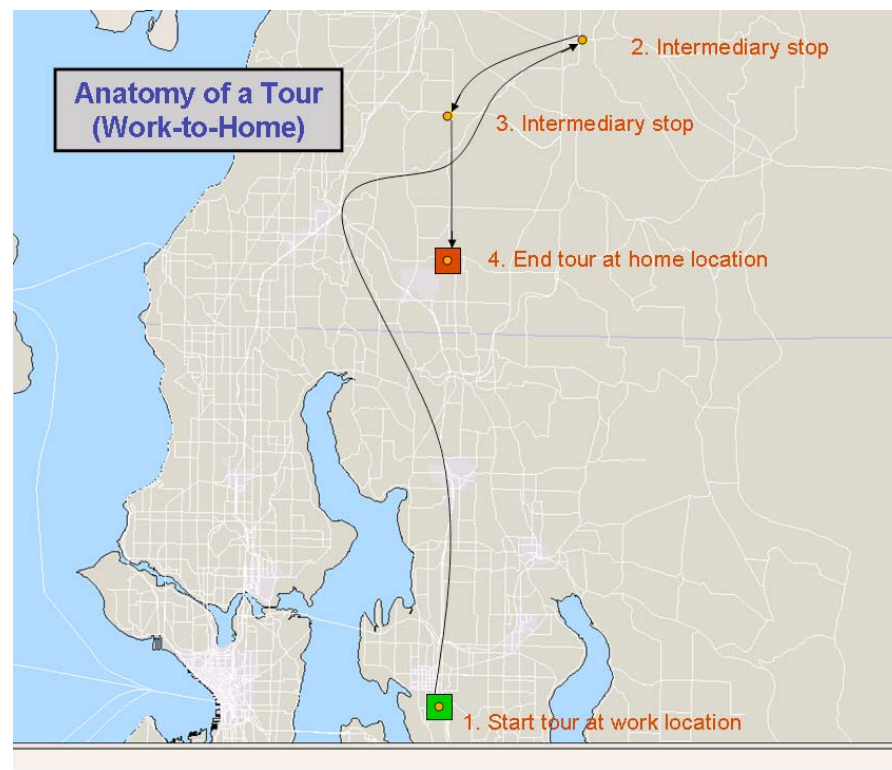 Anatomy of a Tour
(Work-to-Home)
2. Intermediary stop
3. Intermediary stop
4. End tour at home location
1. Start tour at work location